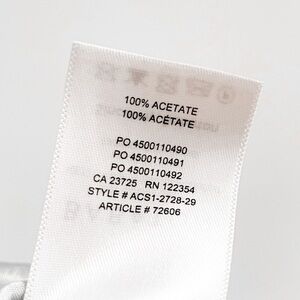 100% ACETATE
100% ACÉTATE
PO 4500110490
PO 4500110491
PO 4500110492
CA 23725 RN 122354
STYLE # ACS1-2728-29
ARTICLE # 72606